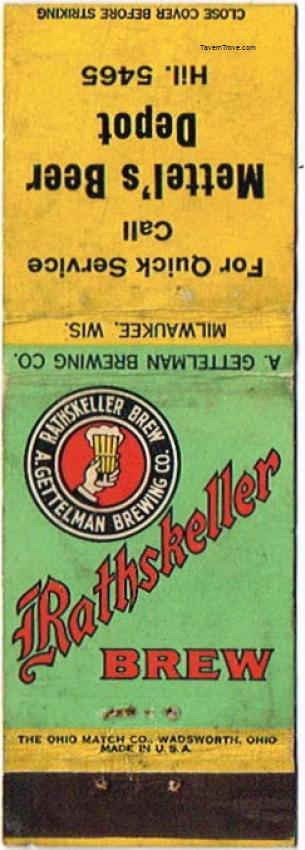 TavernTrove.com
CLOSE COVER BEFORE STRIKING
For Quick Service
Call
Mettel's Beer
Depot
Hil. 5465
A. GETTELMAN BREWING CO.
MILWAUKEE, WIS.
RATHSKELLER BREW
A. GETTELMAN BREWING CO.
Rathskeller
BREW
THE OHIO MATCH CO., WADSWORTH, OHIO
MADE IN U.S.A.